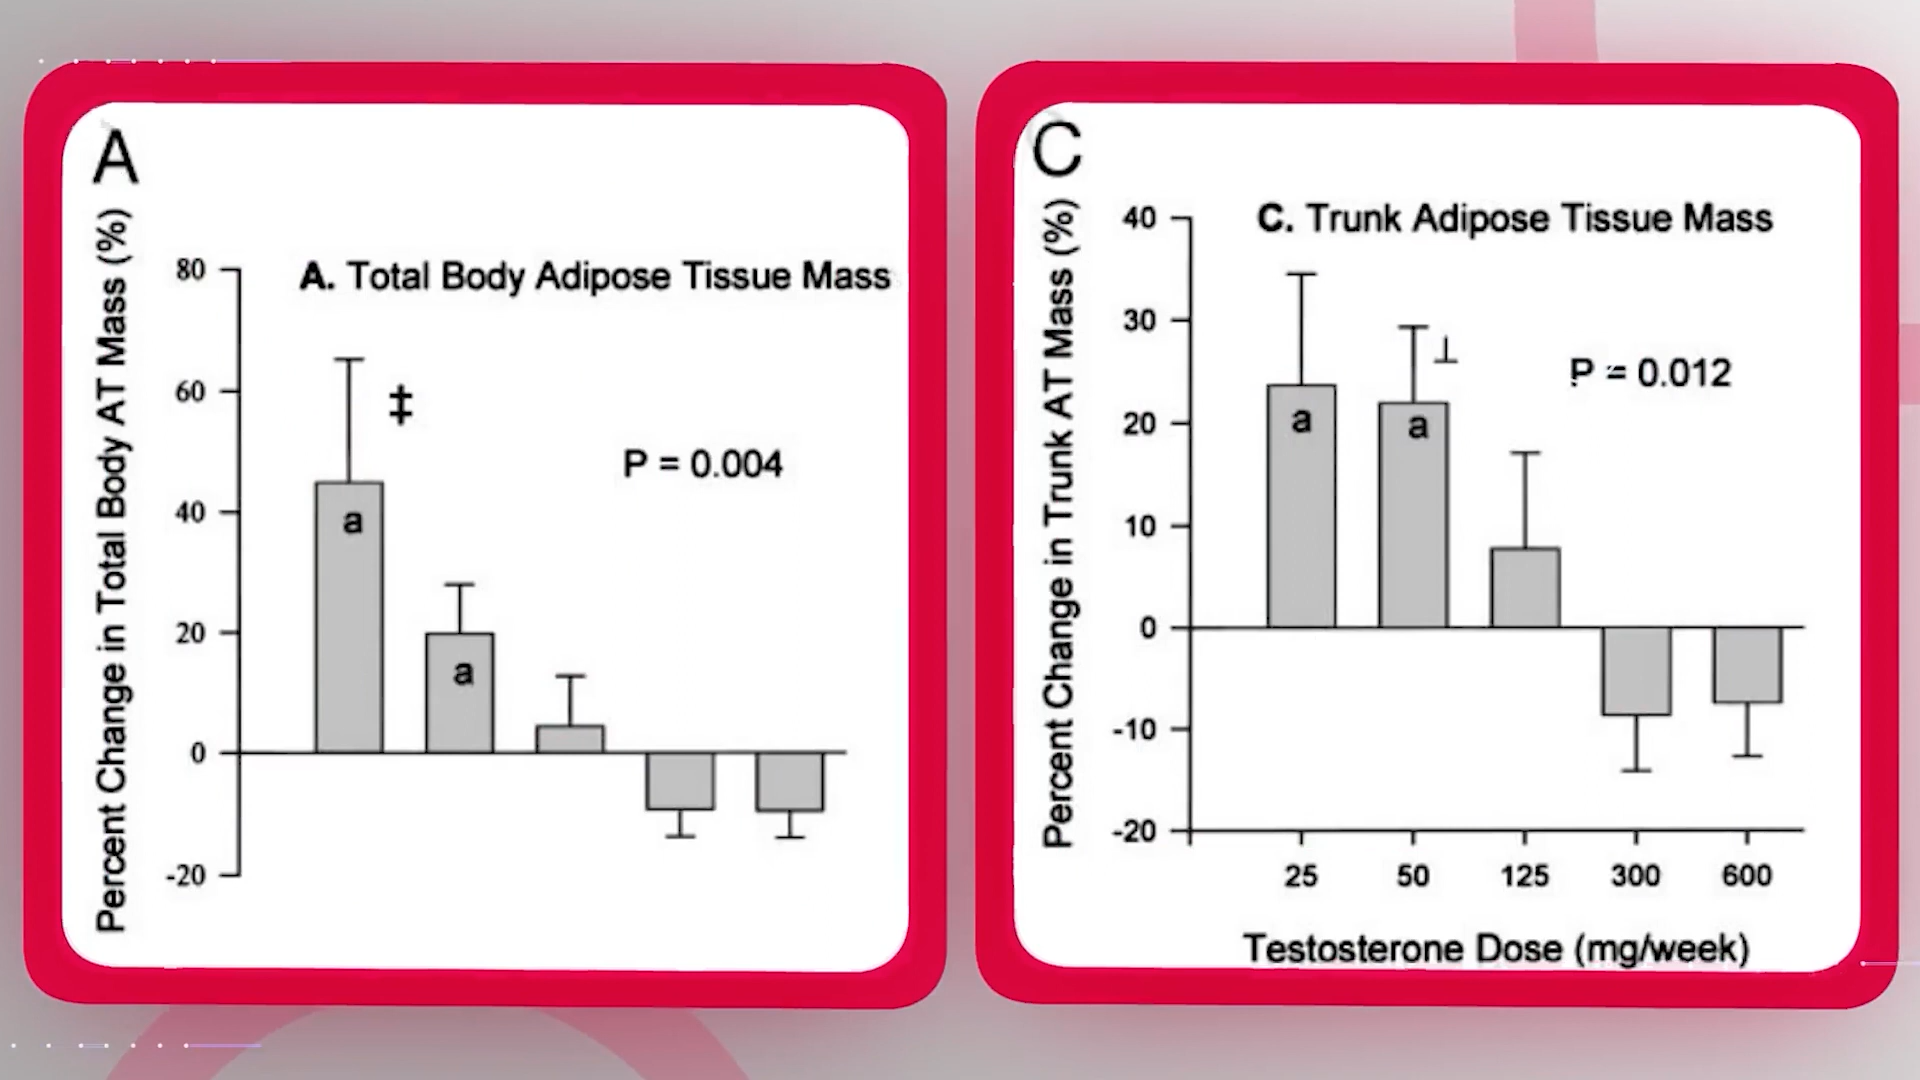 A
Percent Change in Total Body AT Mass (%)
A. Total Body Adipose Tissue Mass
80
60
40
20
0
-20
‡
P = 0.004
a
a
C
Percent Change in Trunk AT Mass (%)
C. Trunk Adipose Tissue Mass
40
30
20
10
0
-10
-20
⊥
P = 0.012
a
a
25 50 125 300 600
Testosterone Dose (mg/week)